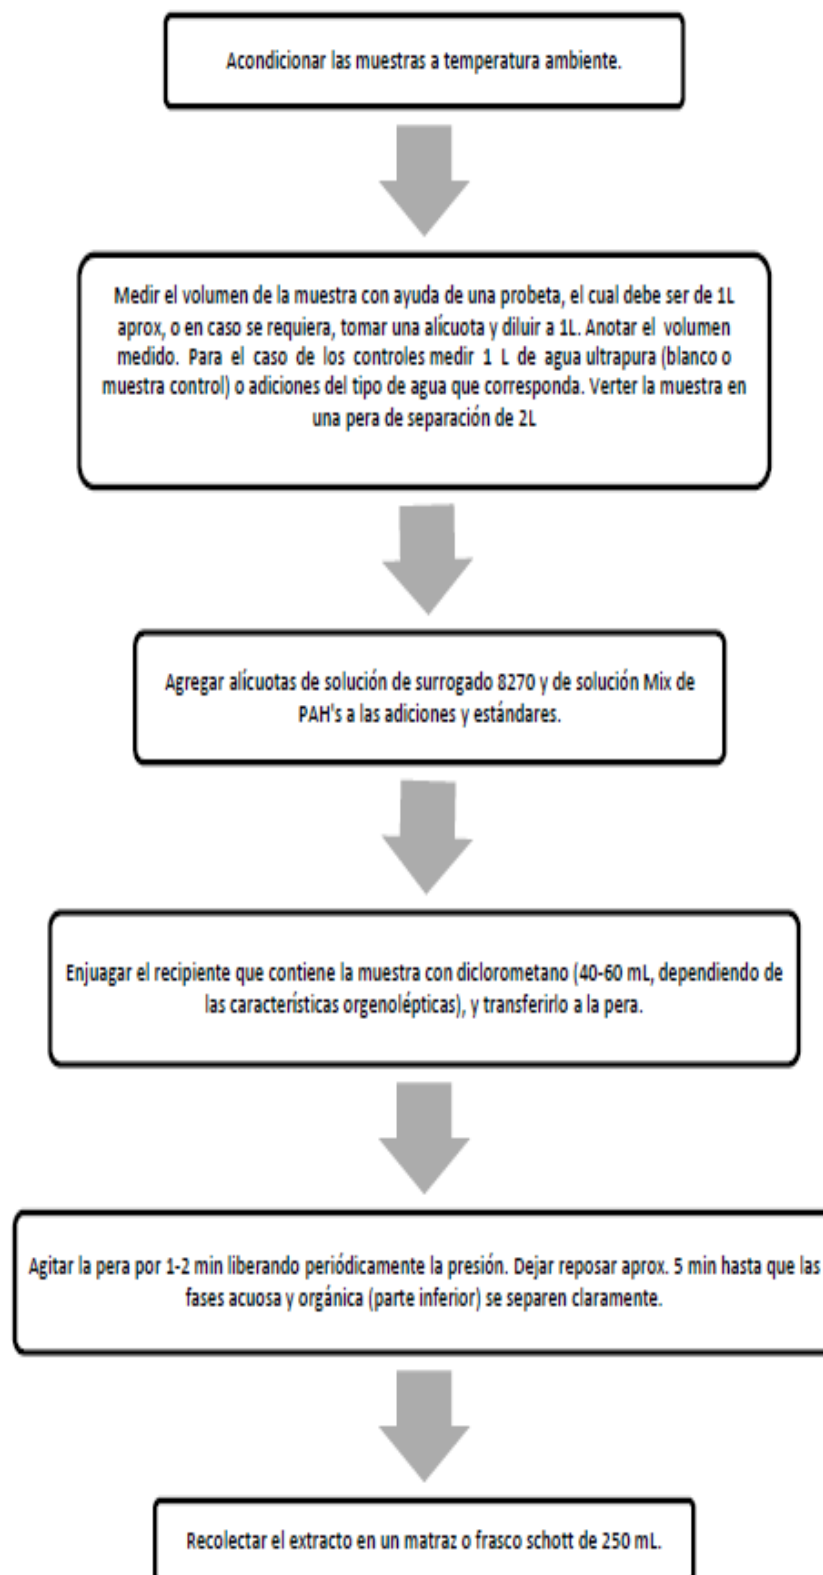 Acondicionar las muestras a temperatura ambiente.
Medir el volumen de la muestra con ayuda de una probeta, el cual debe ser de 1L
aprox, o en caso se requiera, tomar una alícuota y diluir a 1L. Anotar el volumen
medido. Para el caso de los controles medir 1 L de agua ultrapura (blanco o
muestra control) o adiciones del tipo de agua que corresponda. Verter la muestra en
una pera de separación de 2L
Agregar alícuotas de solución de surrogado 8270 y de solución Mix de
PAH's a las adiciones y estándares.
Enjuagar el recipiente que contiene la muestra con diclorometano (40-60 mL, dependiendo de
las características orgenolépticas), y transferirlo a la pera.
Agitar la pera por 1-2 min liberando periódicamente la presión. Dejar reposar aprox. 5 min hasta que las
fases acuosa y orgánica (parte inferior) se separen claramente.
Recolectar el extracto en un matraz o frasco schott de 250 mL.